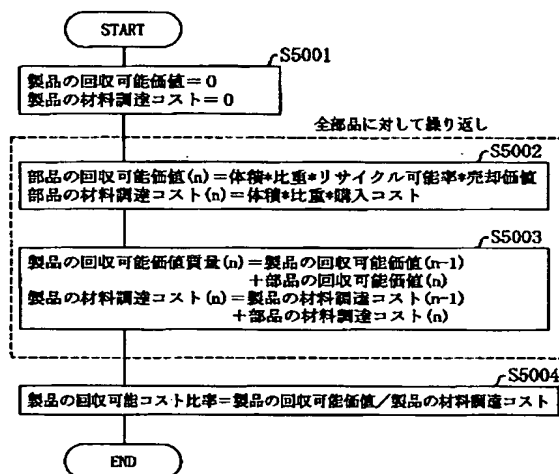 START
S5001
製品の回収可能価値=0
製品の材料調達コスト=0
全部品に対して繰り返し
S5002
部品の回収可能価値(n)=体積*比重*リサイクル可能率*売却価値
部品の材料調達コスト(n)=体積*比重*購入コスト
S5003
製品の回収可能価値質量(n)=製品の回収可能価値(n-1)
+部品の回収可能価値(n)
製品の材料調達コスト(n)=製品の材料調達コスト(n-1)
+部品の材料調達コスト(n)
S5004
製品の回収可能コスト比率=製品の回収可能価値/製品の材料調達コスト
END